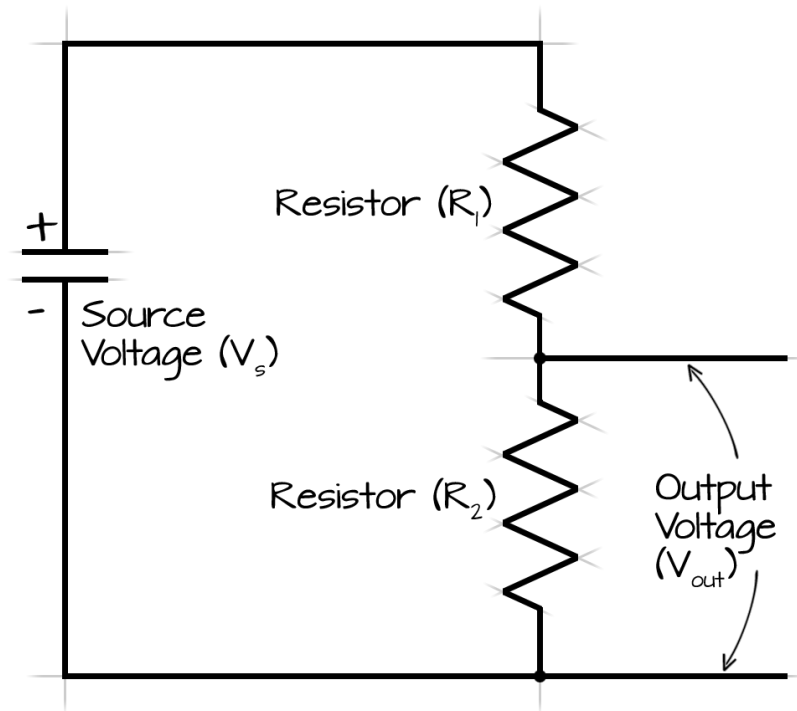 Resistor (R₁)
+
-
Source
Voltage (Vₛ)
Resistor (R₂)
Output
Voltage
(Vout)